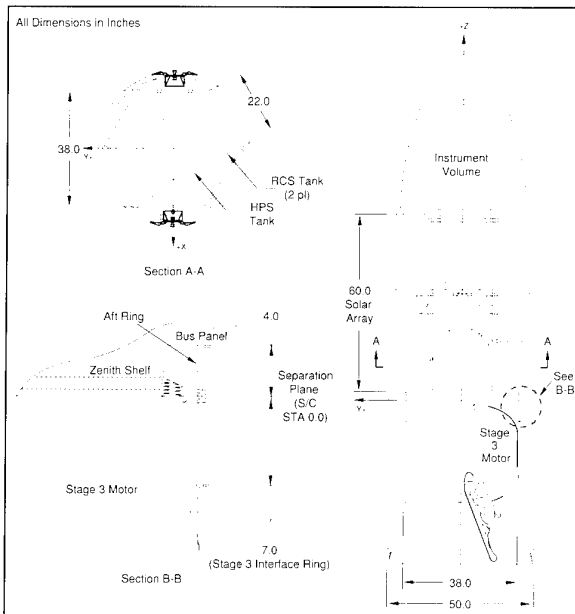 All Dimensions in Inches
+Z
22.0
38.0
Y+
RCS Tank
(2 pl)
HPS
Tank
+X
Section A-A
Instrument
Volume
60.0
Solar
Array
A
A
See
B-B
Y+
Stage
3
Motor
38.0
50.0
Aft Ring
4.0
Bus Panel
Zenith Shelf
Separation
Plane
(S/C
STA 0.0)
Stage 3 Motor
7.0
(Stage 3 Interface Ring)
Section B-B